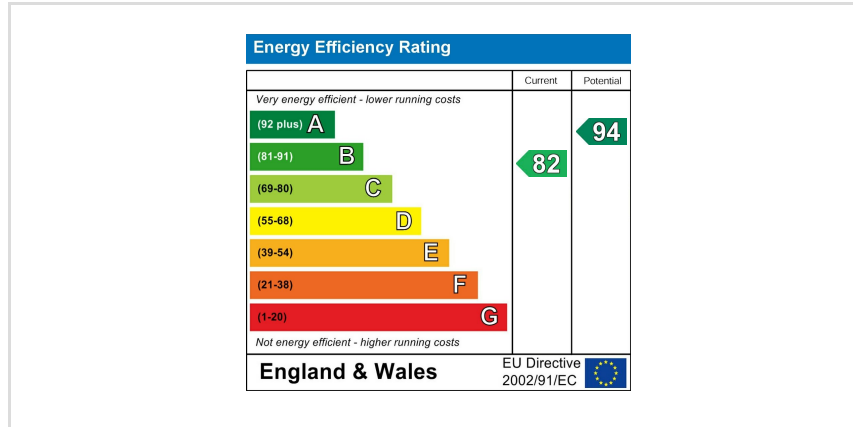 Energy Efficiency Rating
Current Potential
Very energy efficient - lower running costs
(92 plus) A
94
(81-91) B
82
(69-80) C
(55-68) D
(39-54) E
(21-38) F
(1-20) G
Not energy efficient - higher running costs
England & Wales
EU Directive
2002/91/EC